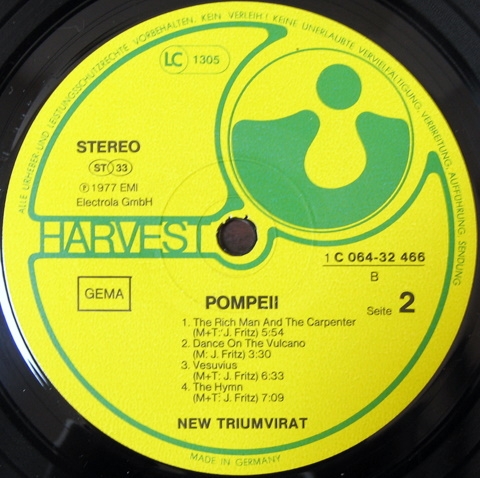 ALLE URHEBER UND LEISTUNGSSCHUTZRECHTE VORBEHALTEN. KEIN VERLEIH! KEINE UNERLAUBTE VERVIELFÄLTIGUNG, VERBREITUNG, AUFFÜHRUNG, SENDUNG
LC 1305
STEREO
ST 33
℗ 1977 EMI
Electrola GmbH
HARVEST
1 C 064-32 466
B
GEMA
Seite 2
POMPEII
1. The Rich Man And The Carpenter
(M+T: J. Fritz) 5:54
2. Dance On The Vulcano
(M: J. Fritz) 3:30
3. Vesuvius
(M+T: J. Fritz) 6:33
4. The Hymn
(M+T: J. Fritz) 7:09
NEW TRIUMVIRAT
MADE IN GERMANY